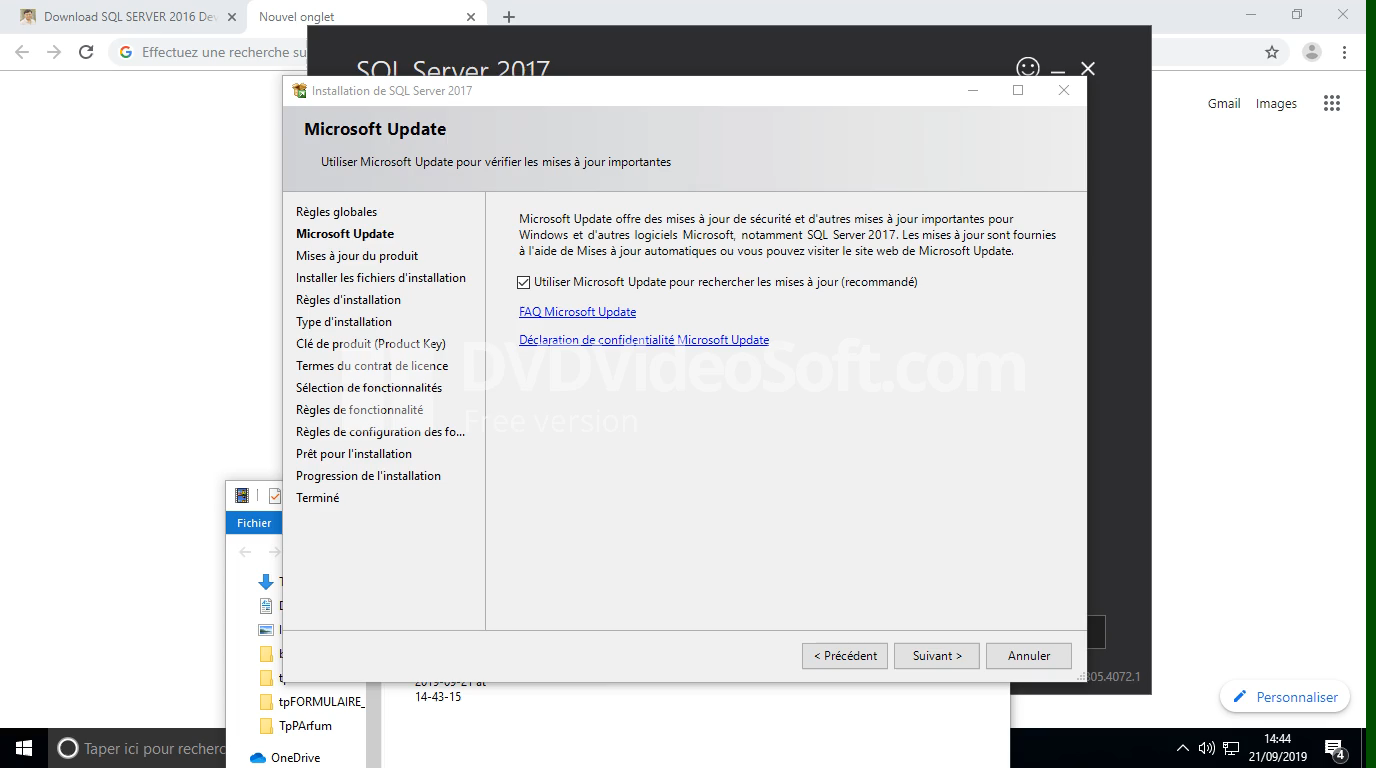 Download SQL SERVER 2016 Dev
Nouvel onglet
Effectuez une recherche su
Gmail
Images
SQL Server 2017
Installation de SQL Server 2017
Microsoft Update
Utiliser Microsoft Update pour vérifier les mises à jour importantes
Règles globales
Microsoft Update
Mises à jour du produit
Installer les fichiers d'installation
Règles d'installation
Type d'installation
Clé de produit (Product Key)
Termes du contrat de licence
Sélection de fonctionnalités
Règles de fonctionnalité
Règles de configuration des fo...
Prêt pour l'installation
Progression de l'installation
Terminé
Microsoft Update offre des mises à jour de sécurité et d'autres mises à jour importantes pour
Windows et d'autres logiciels Microsoft, notamment SQL Server 2017. Les mises à jour sont fournies
à l'aide de Mises à jour automatiques ou vous pouvez visiter le site web de Microsoft Update.
Utiliser Microsoft Update pour rechercher les mises à jour (recommandé)
FAQ Microsoft Update
Déclaration de confidentialité Microsoft Update
DVDVideoSoft.com
Free version
< Précédent
Suivant >
Annuler
805.4072.1
Fichier
tpFORMULAIRE_
TpPArfum
OneDrive
2019-09-21 at
14-43-15
Personnaliser
Taper ici pour recherc
14:44
21/09/2019
4